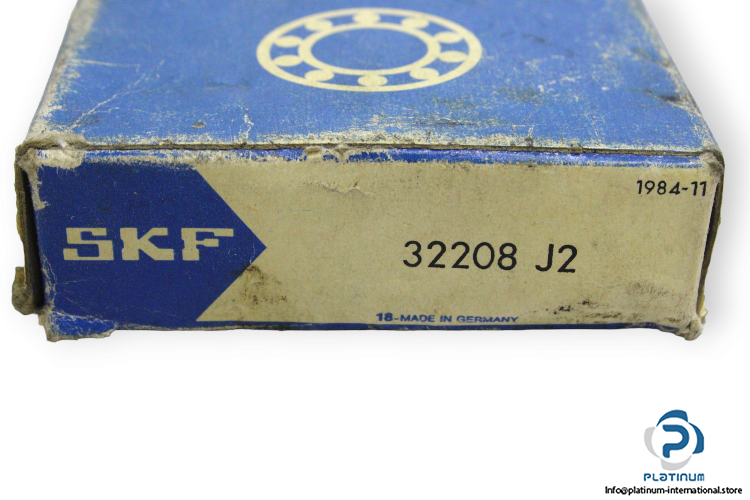 1984-11
SKF
32208 J2
18-MADE IN GERMANY
PLATINUM
Info@platinum-international.store